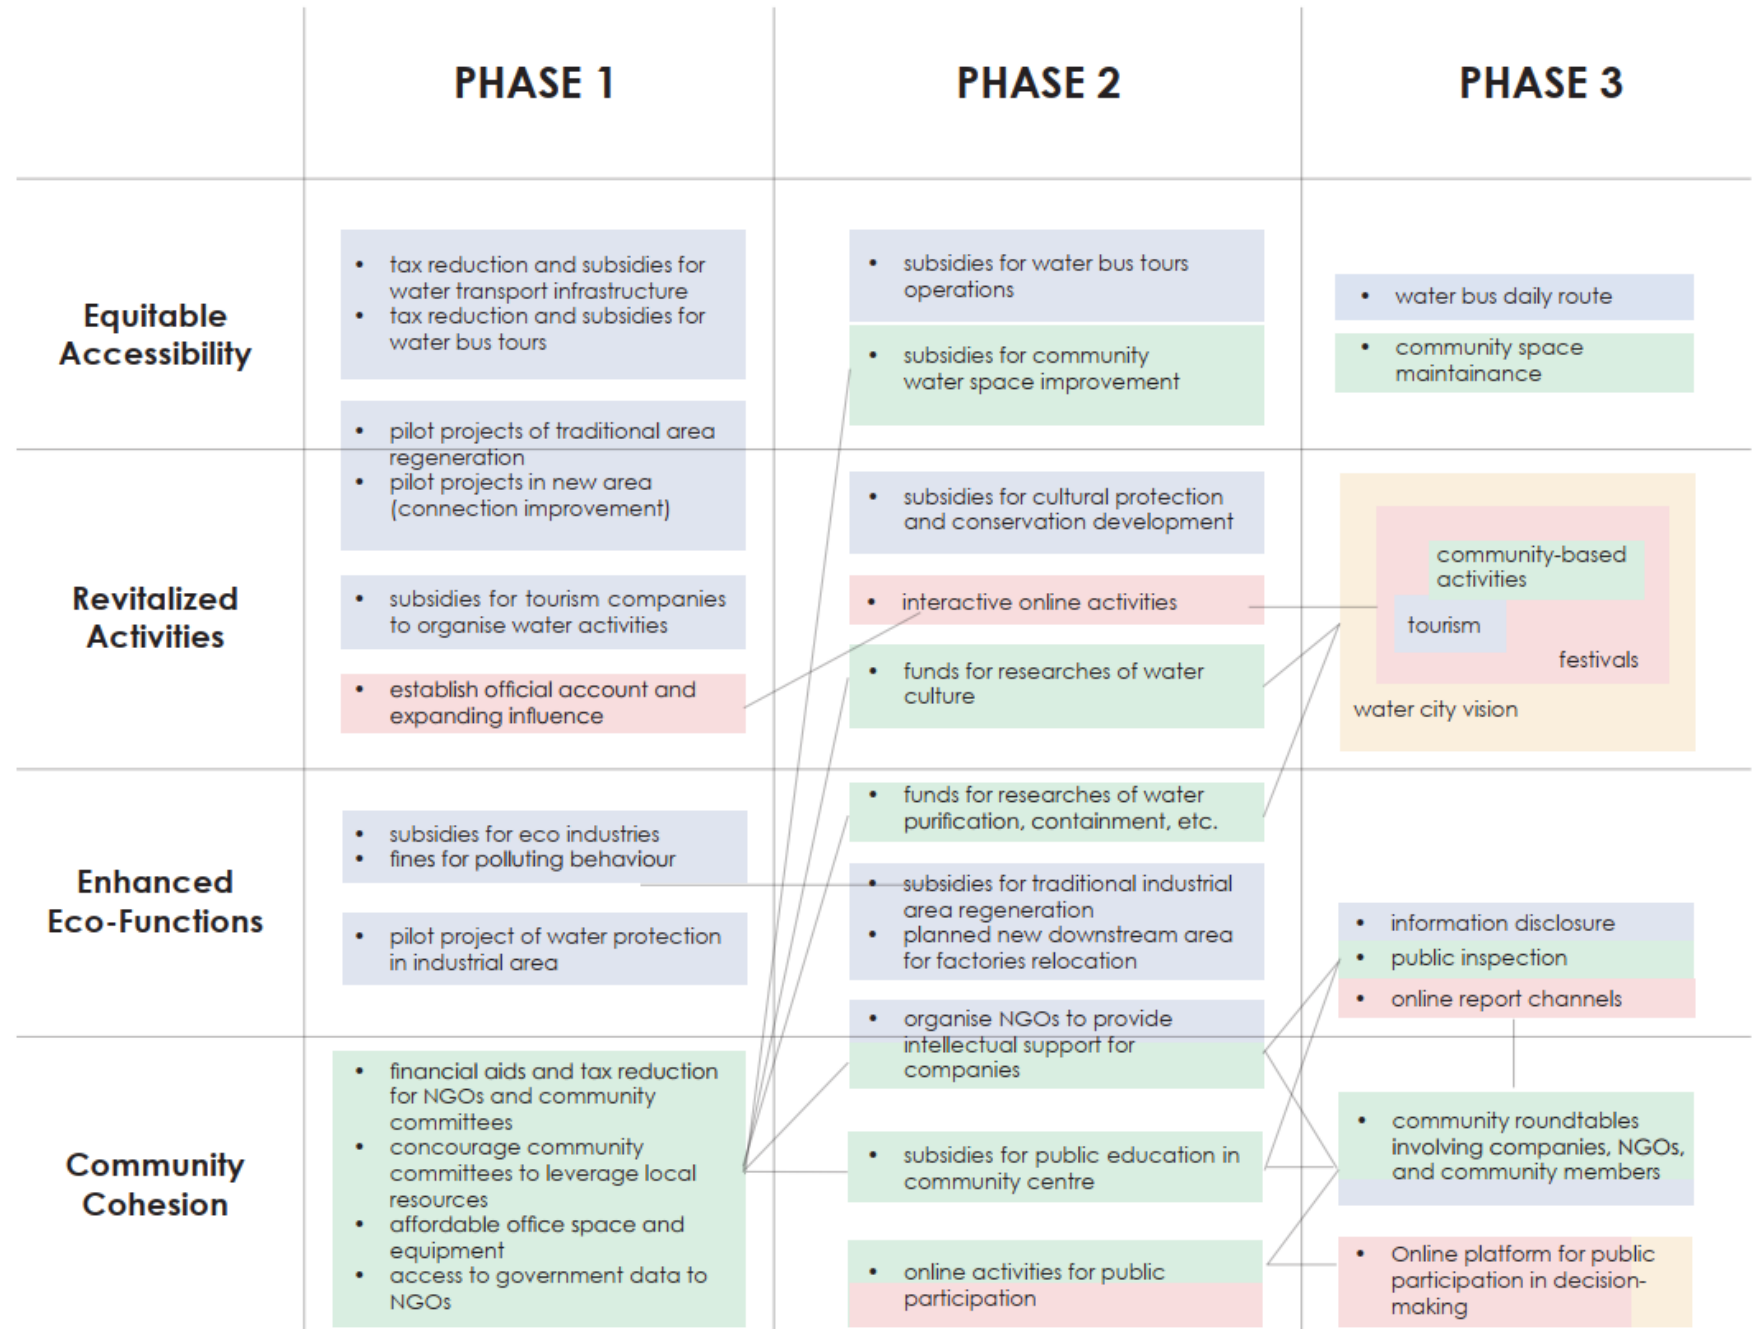 PHASE 1
PHASE 2
PHASE 3
Equitable
Accessibility
• tax reduction and subsidies for
water transport infrastructure
• tax reduction and subsidies for
water bus tours
• subsidies for water bus tours
operations
• subsidies for community
water space improvement
• water bus daily route
• community space
maintainance
• pilot projects of traditional area
regeneration
• pilot projects in new area
(connection improvement)
Revitalized
Activities
• subsidies for tourism companies
to organise water activities
• establish official account and
expanding influence
• subsidies for cultural protection
and conservation development
• interactive online activities
• funds for researches of water
culture
community-based
activities
tourism
festivals
water city vision
Enhanced
Eco-Functions
• subsidies for eco industries
• fines for polluting behaviour
• pilot project of water protection
in industrial area
• funds for researches of water
purification, containment, etc.
• subsidies for traditional industrial
area regeneration
• planned new downstream area
for factories relocation
• organise NGOs to provide
intellectual support for
companies
• information disclosure
• public inspection
• online report channels
Community
Cohesion
• financial aids and tax reduction
for NGOs and community
committees
• concourage community
committees to leverage local
resources
• affordable office space and
equipment
• access to government data to
NGOs
• subsidies for public education in
community centre
• online activities for public
participation
• community roundtables
involving companies, NGOs,
and community members
• Online platform for public
participation in decision-
making